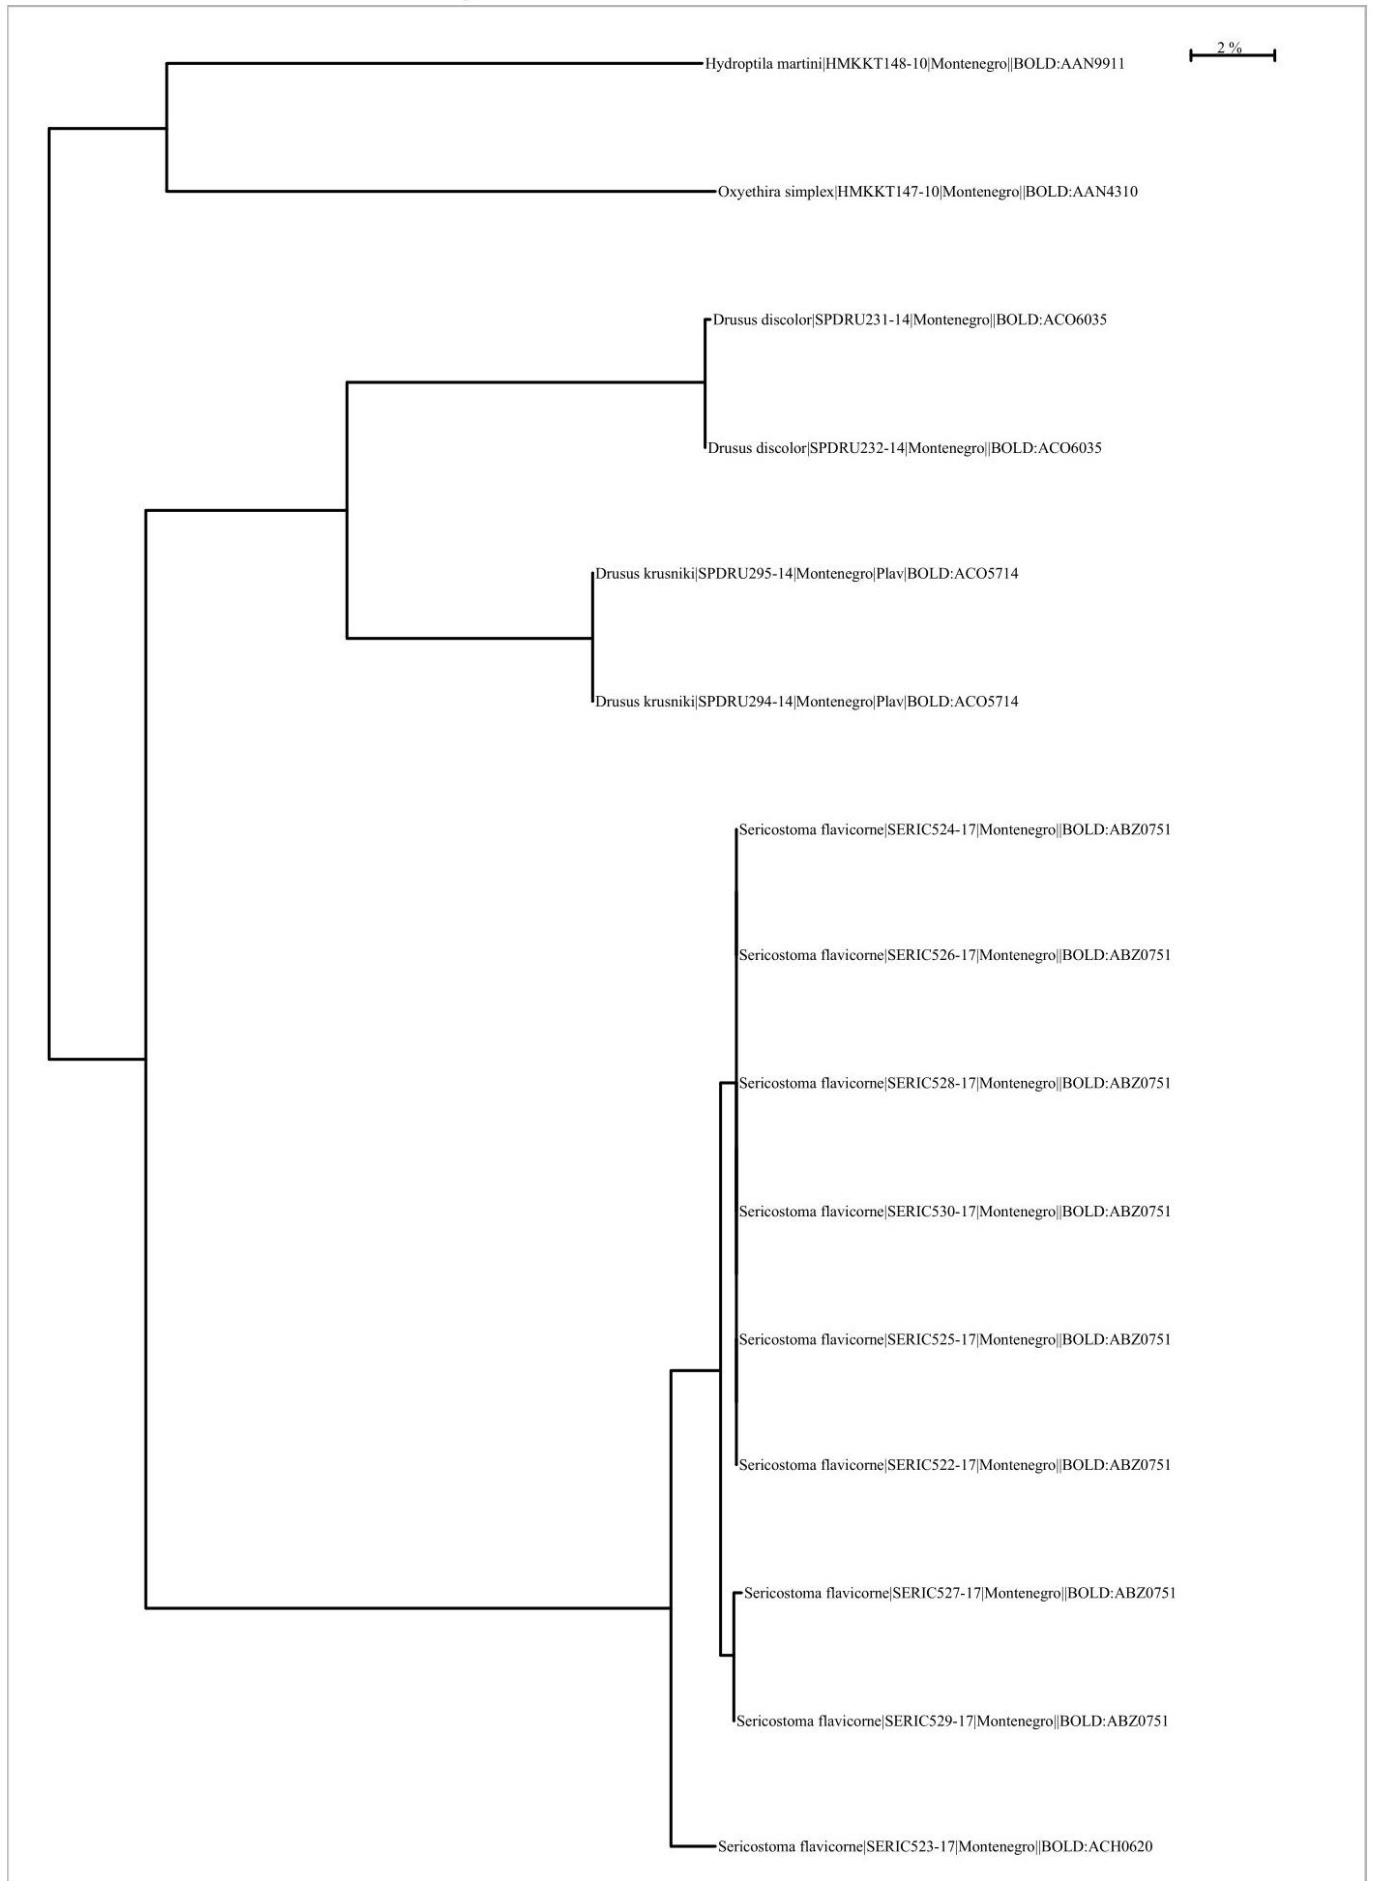 2 %
Hydroptila martini|HMKKT148-10|Montenegro||BOLD:AAN9911
Oxyethira simplex|HMKKT147-10|Montenegro||BOLD:AAN4310
Drusus discolor|SPDRU231-14|Montenegro||BOLD:ACO6035
Drusus discolor|SPDRU232-14|Montenegro||BOLD:ACO6035
Drusus krusniki|SPDRU295-14|Montenegro|Plav|BOLD:ACO5714
Drusus krusniki|SPDRU294-14|Montenegro|Plav|BOLD:ACO5714
Sericostoma flavicorne|SERIC524-17|Montenegro||BOLD:ABZ0751
Sericostoma flavicorne|SERIC526-17|Montenegro||BOLD:ABZ0751
Sericostoma flavicorne|SERIC528-17|Montenegro||BOLD:ABZ0751
Sericostoma flavicorne|SERIC530-17|Montenegro||BOLD:ABZ0751
Sericostoma flavicorne|SERIC525-17|Montenegro||BOLD:ABZ0751
Sericostoma flavicorne|SERIC522-17|Montenegro||BOLD:ABZ0751
Sericostoma flavicorne|SERIC527-17|Montenegro||BOLD:ABZ0751
Sericostoma flavicorne|SERIC529-17|Montenegro||BOLD:ABZ0751
Sericostoma flavicorne|SERIC523-17|Montenegro||BOLD:ACH0620